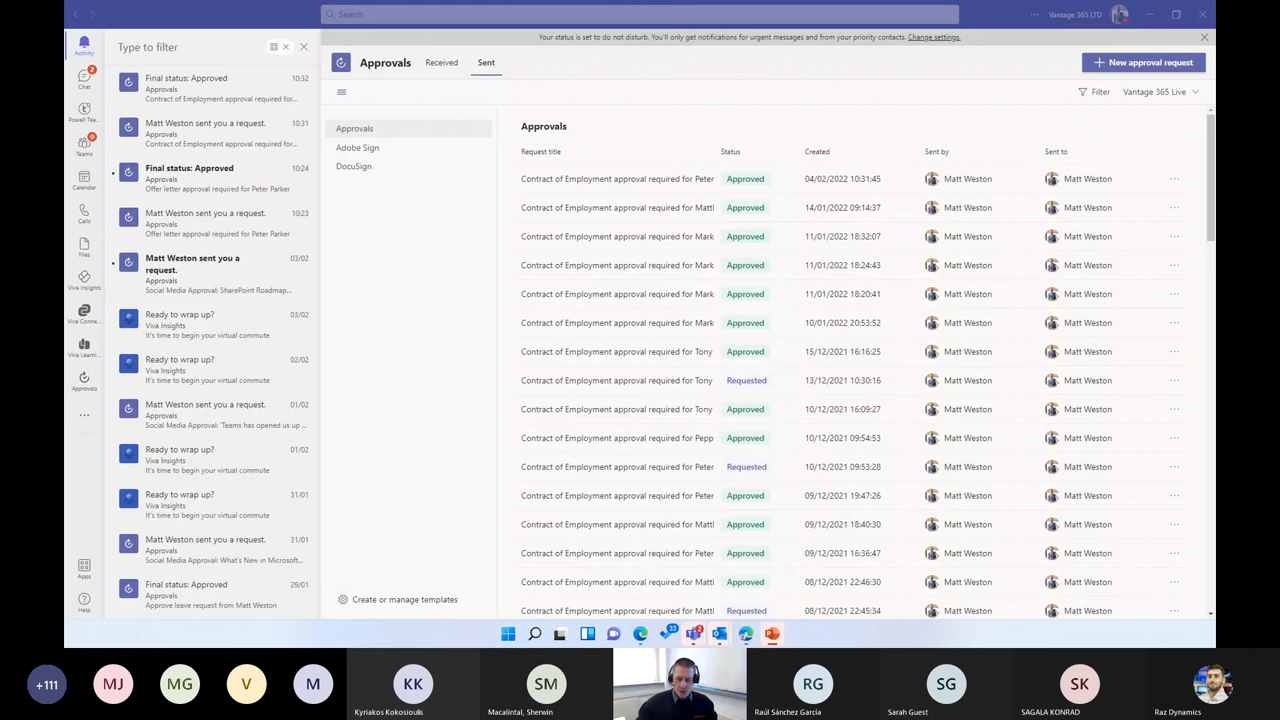 Search
Vantage 365 LTD
Your status is set to do not disturb. You'll only get notifications for urgent messages and from your priority contacts. Change settings.
Activity
Chat
2
Powell Tea...
Teams
Calendar
Calls
Files
Viva Insights
Viva Conne...
Viva Learni...
Approvals
Apps
Help
Type to filter
Final status: Approved 10:32
Approvals
Contract of Employment approval required for...
Matt Weston sent you a request. 10:31
Approvals
Contract of Employment approval required for...
Final status: Approved 10:24
Approvals
Offer letter approval required for Peter Parker
Matt Weston sent you a request. 10:23
Approvals
Offer letter approval required for Peter Parker
Matt Weston sent you a 03/02
request.
Approvals
Social Media Approval: SharePoint Roadmap...
Ready to wrap up? 03/02
Viva Insights
It's time to begin your virtual commute
Ready to wrap up? 02/02
Viva Insights
It's time to begin your virtual commute
Matt Weston sent you a request. 01/02
Approvals
Social Media Approval: 'Teams has opened us up ...
Ready to wrap up? 01/02
Viva Insights
It's time to begin your virtual commute
Ready to wrap up? 31/01
Viva Insights
It's time to begin your virtual commute
Matt Weston sent you a request. 31/01
Approvals
Social Media Approval: What's New in Microsoft...
Final status: Approved 29/01
Approvals
Approve leave request from Matt Weston
Approvals Received Sent
New approval request
Filter Vantage 365 Live
Approvals
Adobe Sign
DocuSign
Create or manage templates
Approvals
Request title Status Created Sent by Sent to
Contract of Employment approval required for Peter Approved 04/02/2022 10:31:45 Matt Weston Matt Weston
Contract of Employment approval required for Mattl Approved 14/01/2022 09:14:37 Matt Weston Matt Weston
Contract of Employment approval required for Mark Approved 11/01/2022 18:32:07 Matt Weston Matt Weston
Contract of Employment approval required for Mark Approved 11/01/2022 18:24:43 Matt Weston Matt Weston
Contract of Employment approval required for Mark Approved 11/01/2022 18:20:41 Matt Weston Matt Weston
Contract of Employment approval required for Mark Approved 10/01/2022 20:53:52 Matt Weston Matt Weston
Contract of Employment approval required for Tony Approved 15/12/2021 16:16:25 Matt Weston Matt Weston
Contract of Employment approval required for Tony Requested 13/12/2021 10:30:16 Matt Weston Matt Weston
Contract of Employment approval required for Tony Approved 10/12/2021 16:09:27 Matt Weston Matt Weston
Contract of Employment approval required for Pepp Approved 10/12/2021 09:54:53 Matt Weston Matt Weston
Contract of Employment approval required for Peter Requested 10/12/2021 09:53:28 Matt Weston Matt Weston
Contract of Employment approval required for Peter Approved 09/12/2021 19:47:26 Matt Weston Matt Weston
Contract of Employment approval required for Mattl Approved 09/12/2021 18:40:30 Matt Weston Matt Weston
Contract of Employment approval required for Peter Approved 09/12/2021 16:36:47 Matt Weston Matt Weston
Contract of Employment approval required for Mattl Approved 08/12/2021 22:46:30 Matt Weston Matt Weston
Contract of Employment approval required for Mattl Requested 08/12/2021 22:45:34 Matt Weston Matt Weston
33
2
+111 MJ MG V M KK SM RG SG SK
Kyriakos Kokosioulis Macalintal, Sherwin Raúl Sánchez García Sarah Guest SAGALA KONRAD Raz Dynamics